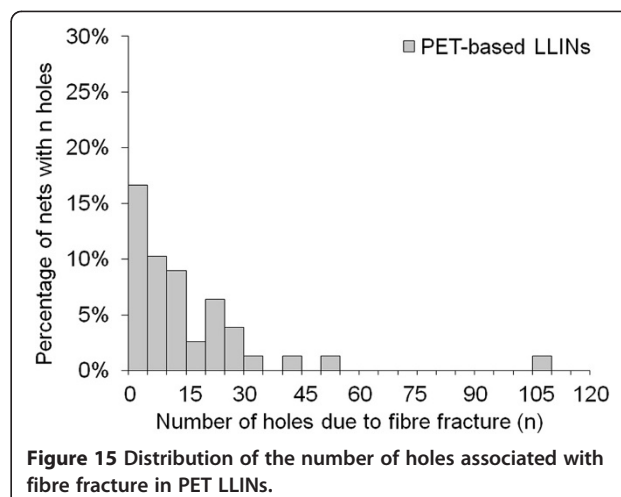 30%
PET-based LLINs
25%
20%
15%
10%
5%
0%
Percentage of nets with n holes
0 15 30 45 60 75 90 105 120
Number of holes due to fibre fracture (n)
Figure 15 Distribution of the number of holes associated with
fibre fracture in PET LLINs.